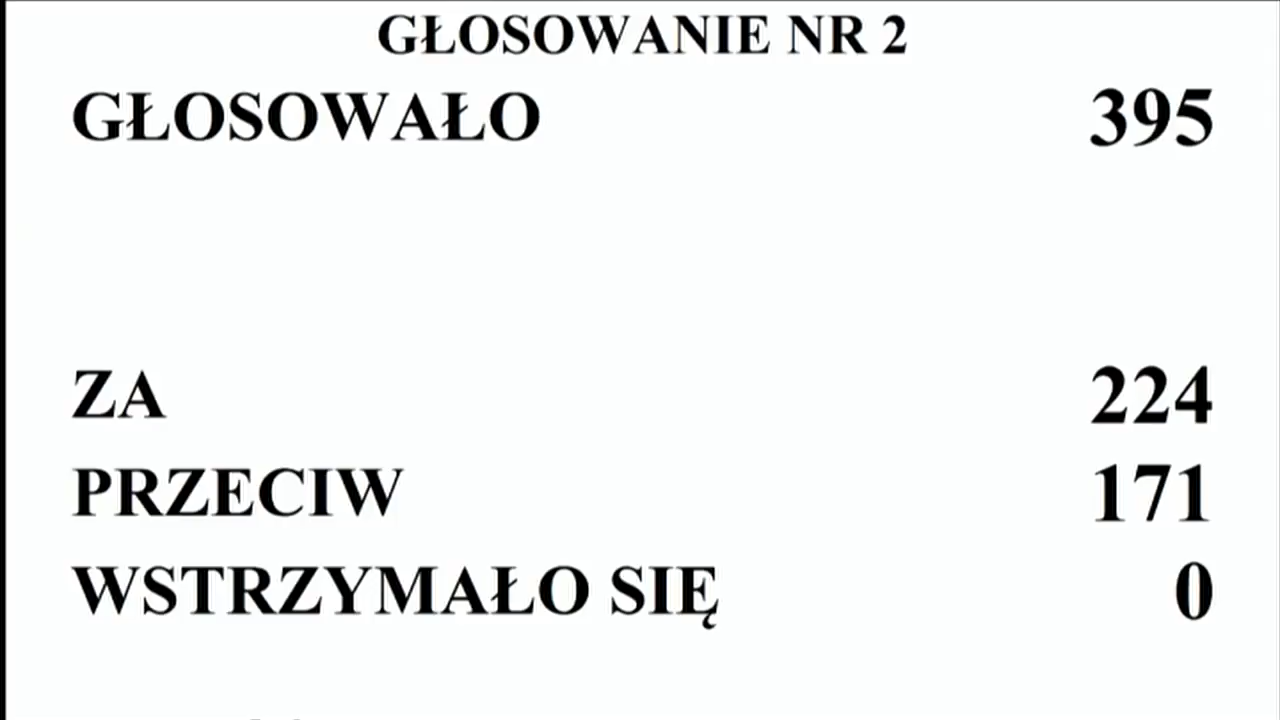 GŁOSOWANIE NR 2
GŁOSOWAŁO 395
ZA 224
PRZECIW 171
WSTRZYMAŁO SIĘ 0